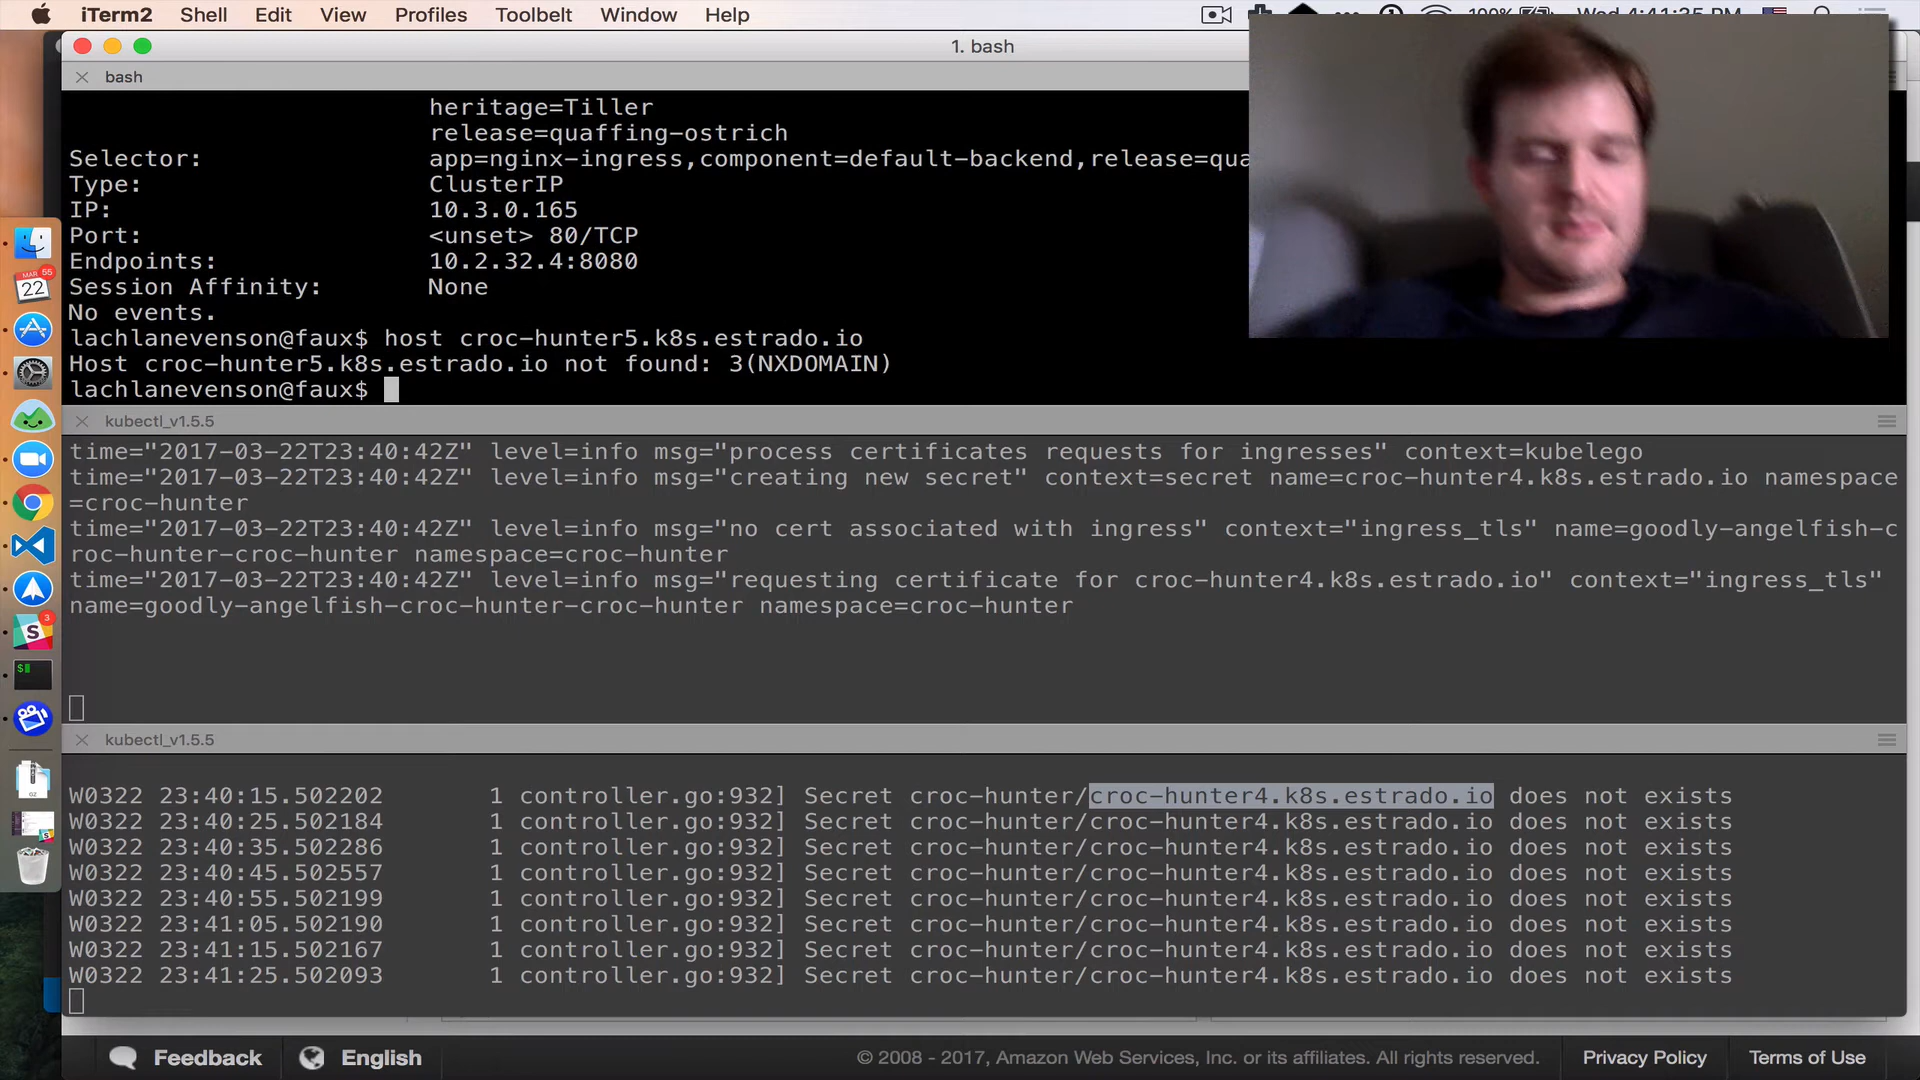 iTerm2 Shell Edit View Profiles Toolbelt Window Help 100% Wed 4:41:35 PM
1. bash
bash
heritage=Tiller
release=quaffing-ostrich
Selector: app=nginx-ingress,component=default-backend,release=qua
Type: ClusterIP
IP: 10.3.0.165
Port: <unset> 80/TCP
Endpoints: 10.2.32.4:8080
Session Affinity: None
No events.
lachlanevenson@faux$ host croc-hunter5.k8s.estrado.io
Host croc-hunter5.k8s.estrado.io not found: 3(NXDOMAIN)
lachlanevenson@faux$
kubectl_v1.5.5
time="2017-03-22T23:40:42Z" level=info msg="process certificates requests for ingresses" context=kubelego
time="2017-03-22T23:40:42Z" level=info msg="creating new secret" context=secret name=croc-hunter4.k8s.estrado.io namespace
=croc-hunter
time="2017-03-22T23:40:42Z" level=info msg="no cert associated with ingress" context="ingress_tls" name=goodly-angelfish-c
roc-hunter-croc-hunter namespace=croc-hunter
time="2017-03-22T23:40:42Z" level=info msg="requesting certificate for croc-hunter4.k8s.estrado.io" context="ingress_tls"
name=goodly-angelfish-croc-hunter-croc-hunter namespace=croc-hunter
kubectl_v1.5.5
W0322 23:40:15.502202 1 controller.go:932] Secret croc-hunter/croc-hunter4.k8s.estrado.io does not exists
W0322 23:40:25.502184 1 controller.go:932] Secret croc-hunter/croc-hunter4.k8s.estrado.io does not exists
W0322 23:40:35.502286 1 controller.go:932] Secret croc-hunter/croc-hunter4.k8s.estrado.io does not exists
W0322 23:40:45.502557 1 controller.go:932] Secret croc-hunter/croc-hunter4.k8s.estrado.io does not exists
W0322 23:40:55.502199 1 controller.go:932] Secret croc-hunter/croc-hunter4.k8s.estrado.io does not exists
W0322 23:41:05.502190 1 controller.go:932] Secret croc-hunter/croc-hunter4.k8s.estrado.io does not exists
W0322 23:41:15.502167 1 controller.go:932] Secret croc-hunter/croc-hunter4.k8s.estrado.io does not exists
W0322 23:41:25.502093 1 controller.go:932] Secret croc-hunter/croc-hunter4.k8s.estrado.io does not exists
MAR 55
22
S 3
$
Feedback English © 2008 - 2017, Amazon Web Services, Inc. or its affiliates. All rights reserved. Privacy Policy Terms of Use